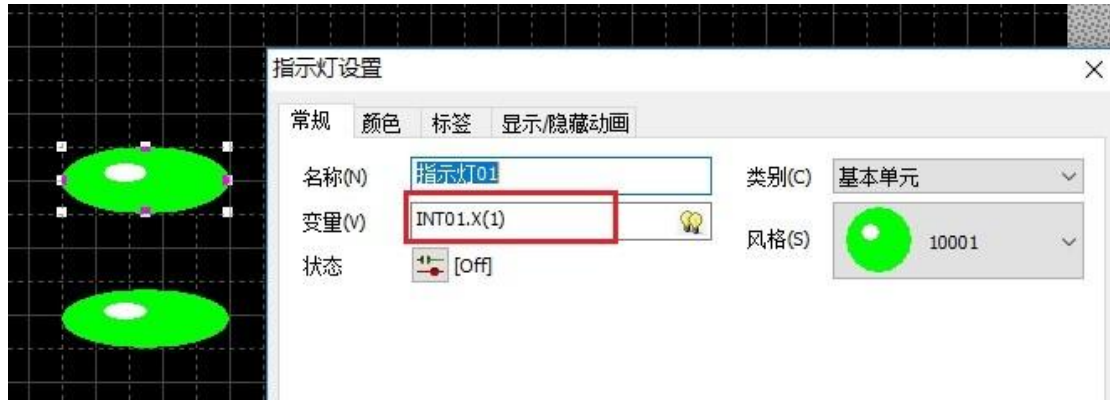 指示灯设置
常规 颜色 标签 显示/隐藏动画
名称(N) 指示灯01 类别(C) 基本单元
变量(V) INT01.X(1) 风格(S) 10001
状态 [Off]